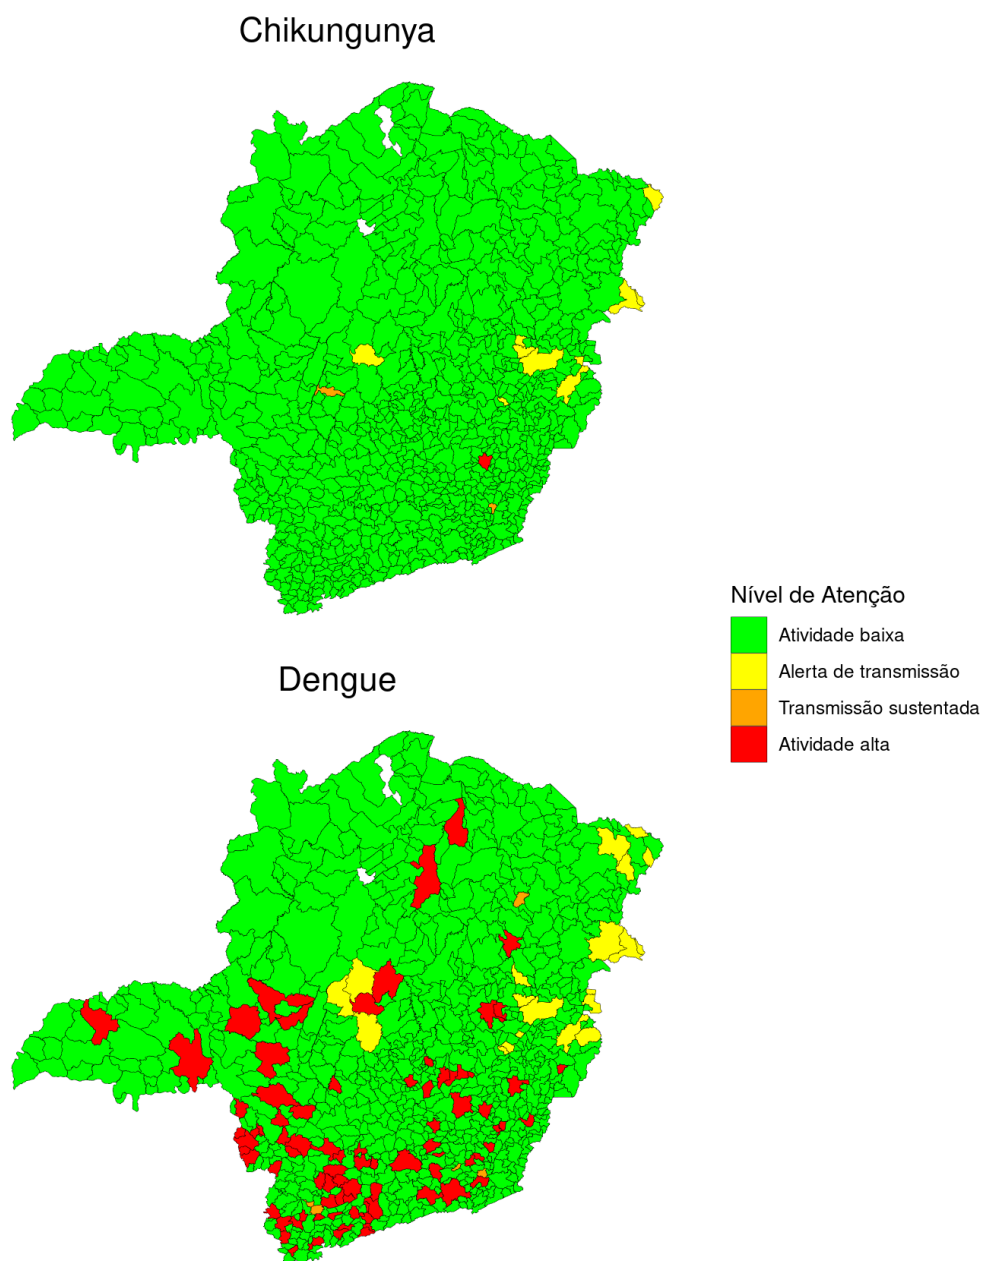 Chikungunya
Nível de Atenção
Atividade baixa
Alerta de transmissão
Transmissão sustentada
Atividade alta
Dengue